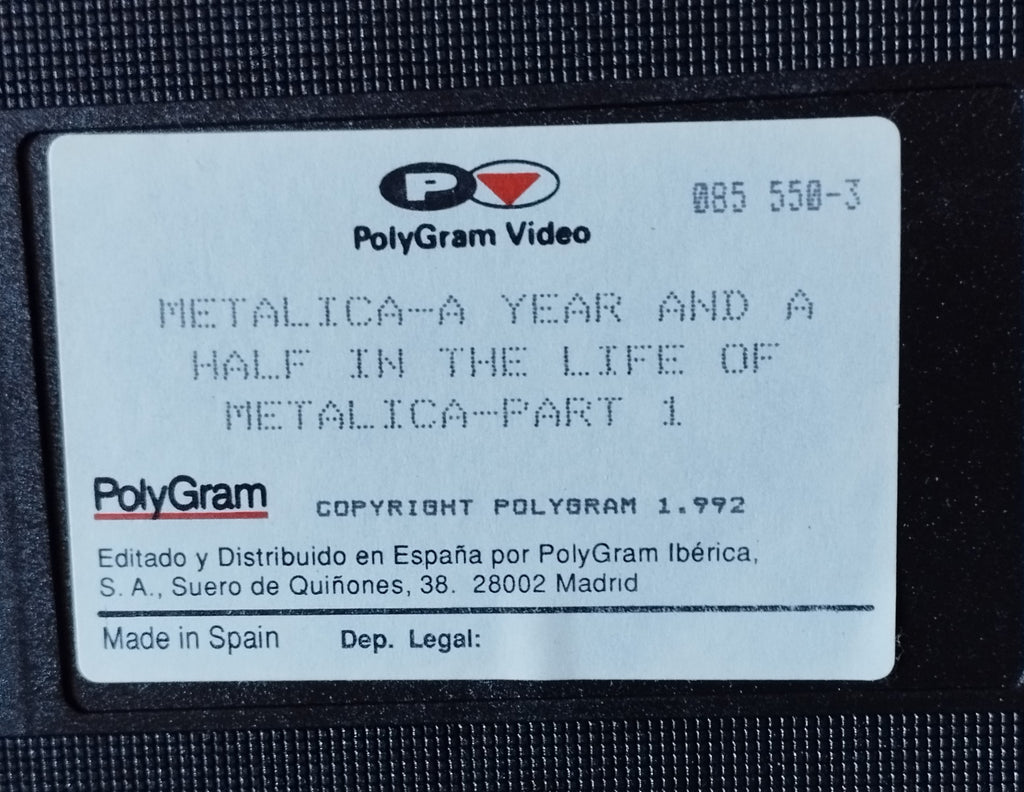 P
PolyGram Video
085 550-3
METALICA-A YEAR AND A
HALF IN THE LIFE OF
METALICA-PART 1
PolyGram COPYRIGHT POLYGRAM 1.992
Editado y Distribuido en España por PolyGram Ibérica,
S. A., Suero de Quiñones, 38. 28002 Madrid
Made in Spain Dep. Legal: